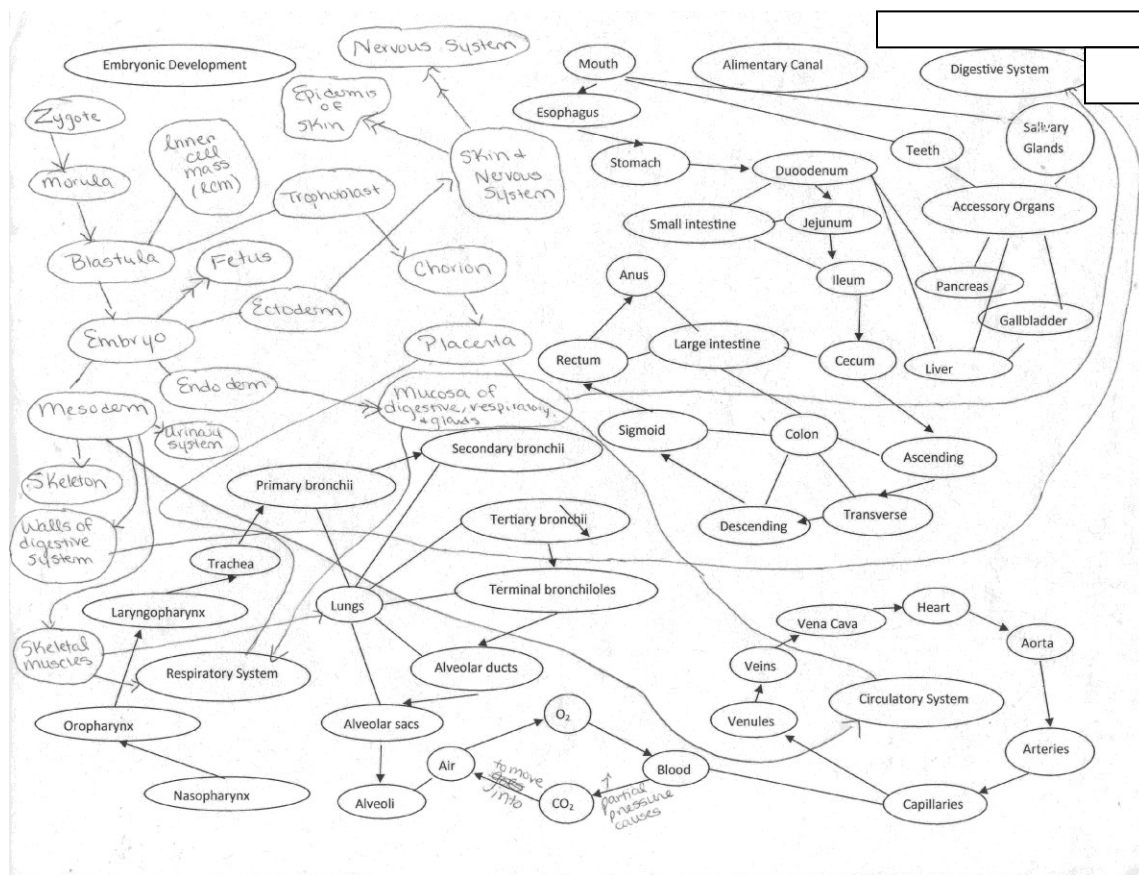 Nervous System
Embryonic Development
Mouth
Alimentary Canal
Digestive System
Epidermis
of
skin
Zygote
Inner
cell
mass
(ICM)
Esophagus
Salivary
Glands
Teeth
Skin &
Nervous
System
Stomach
Duoodenum
Morula
Trophoblast
Accessory Organs
Small intestine
Jejunum
Blastula
Fetus
Chorion
Anus
Ileum
Pancreas
Ectoderm
Gallbladder
Embryo
Placenta
Large intestine
Rectum
Cecum
Liver
Endoderm
Mucosa of
digestive, respiratory,
& glands
Mesoderm
Urinary
system
Sigmoid
Colon
Secondary bronchii
Ascending
Skeleton
Primary bronchii
Walls of
digestive
system
Tertiary bronchii
Descending
Transverse
Trachea
Terminal bronchiloles
Laryngopharynx
Lungs
Heart
Vena Cava
Aorta
Skeletal
muscles
Respiratory System
Alveolar ducts
Veins
Circulatory System
Oropharynx
Alveolar sacs
O₂
Venules
Arteries
Air
to move
into
Blood
Nasopharynx
Alveoli
CO₂
↑
partial
pressure
causes
Capillaries